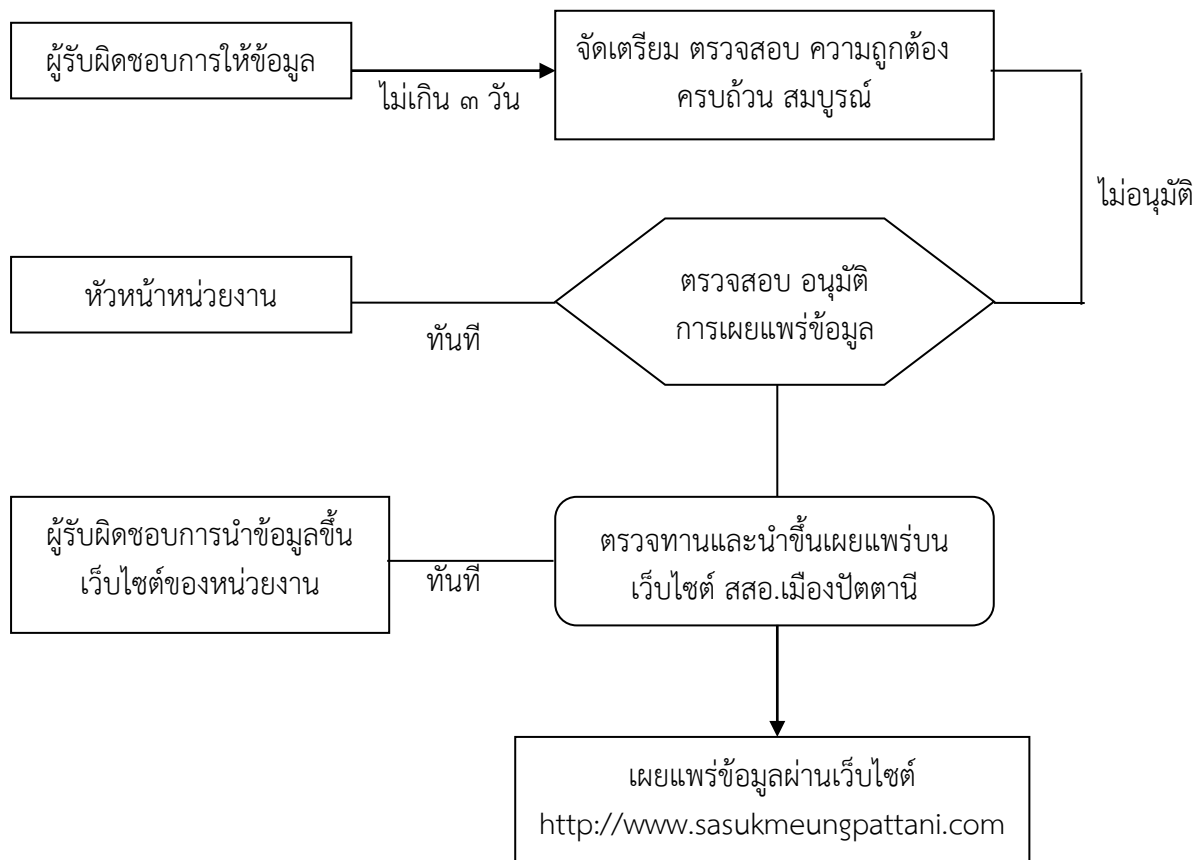 ผู้รับผิดชอบการให้ข้อมูล
ไม่เกิน ๓ วัน
จัดเตรียม ตรวจสอบ ความถูกต้อง
ครบถ้วน สมบูรณ์
ไม่อนุมัติ
หัวหน้าหน่วยงาน
ทันที
ตรวจสอบ อนุมัติ
การเผยแพร่ข้อมูล
ผู้รับผิดชอบการนำข้อมูลขึ้น
เว็บไซต์ของหน่วยงาน
ทันที
ตรวจทานและนำขึ้นเผยแพร่บน
เว็บไซต์ สสอ.เมืองปัตตานี
เผยแพร่ข้อมูลผ่านเว็บไซต์
http://www.sasukmeungpattani.com